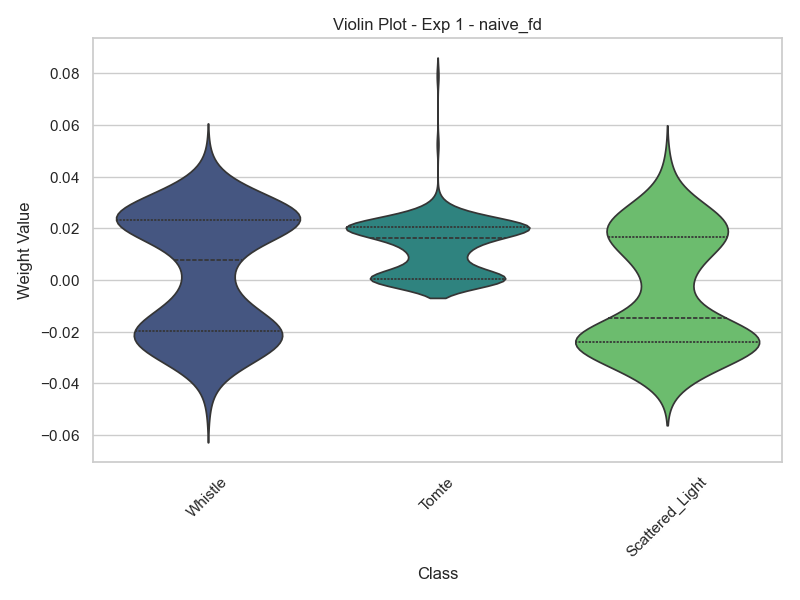 Violin Plot - Exp 1 - naive_fd
Weight Value
0.08
0.06
0.04
0.02
0.00
−0.02
−0.04
−0.06
Whistle
Tomte
Scattered_Light
Class